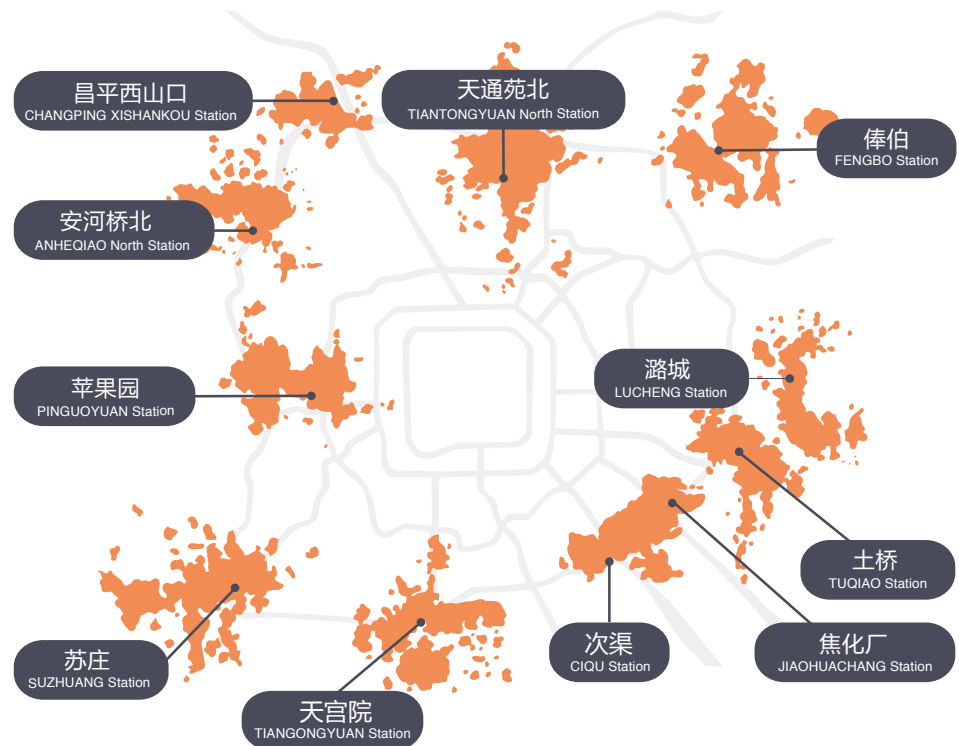 昌平西山口
CHANGPING XISHANKOU Station
天通苑北
TIANTONGYUAN North Station
俸伯
FENGBO Station
安河桥北
ANHEQIAO North Station
苹果园
PINGUOYUAN Station
潞城
LUCHENG Station
土桥
TUQIAO Station
苏庄
SUZHUANG Station
次渠
CIQU Station
焦化厂
JIAOHUACHANG Station
天宫院
TIANGONGYUAN Station